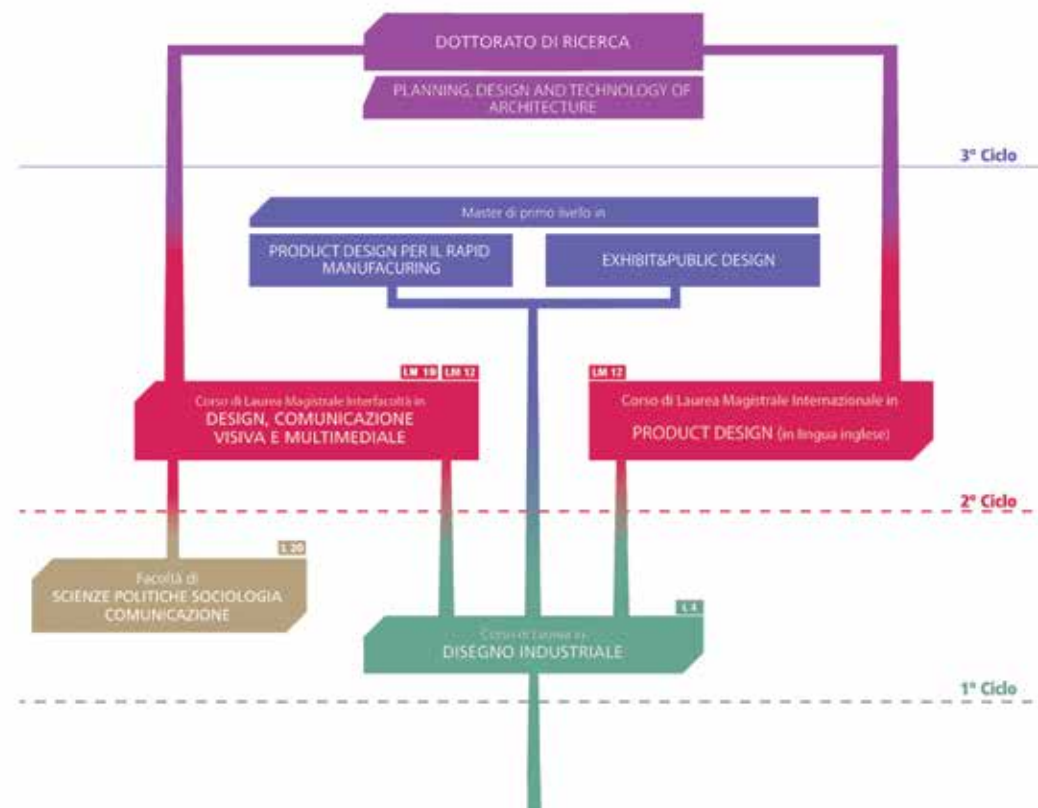 DOTTORATO DI RICERCA
PLANNING, DESIGN AND TECHNOLOGY OF
ARCHITECTURE
3° Ciclo
Master di primo livello in
PRODUCT DESIGN PER IL RAPID
MANUFACURING
EXHIBIT&PUBLIC DESIGN
LM 19 LM 12
Corso di Laurea Magistrale Interfacoltà in
DESIGN, COMUNICAZIONE
VISIVA E MULTIMEDIALE
LM 12
Corso di Laurea Magistrale Internazionale in
PRODUCT DESIGN (in lingua inglese)
2° Ciclo
L 20
Facoltà di
SCIENZE POLITICHE SOCIOLOGIA
COMUNICAZIONE
L 4
Corso di Laurea in
DISEGNO INDUSTRIALE
1° Ciclo